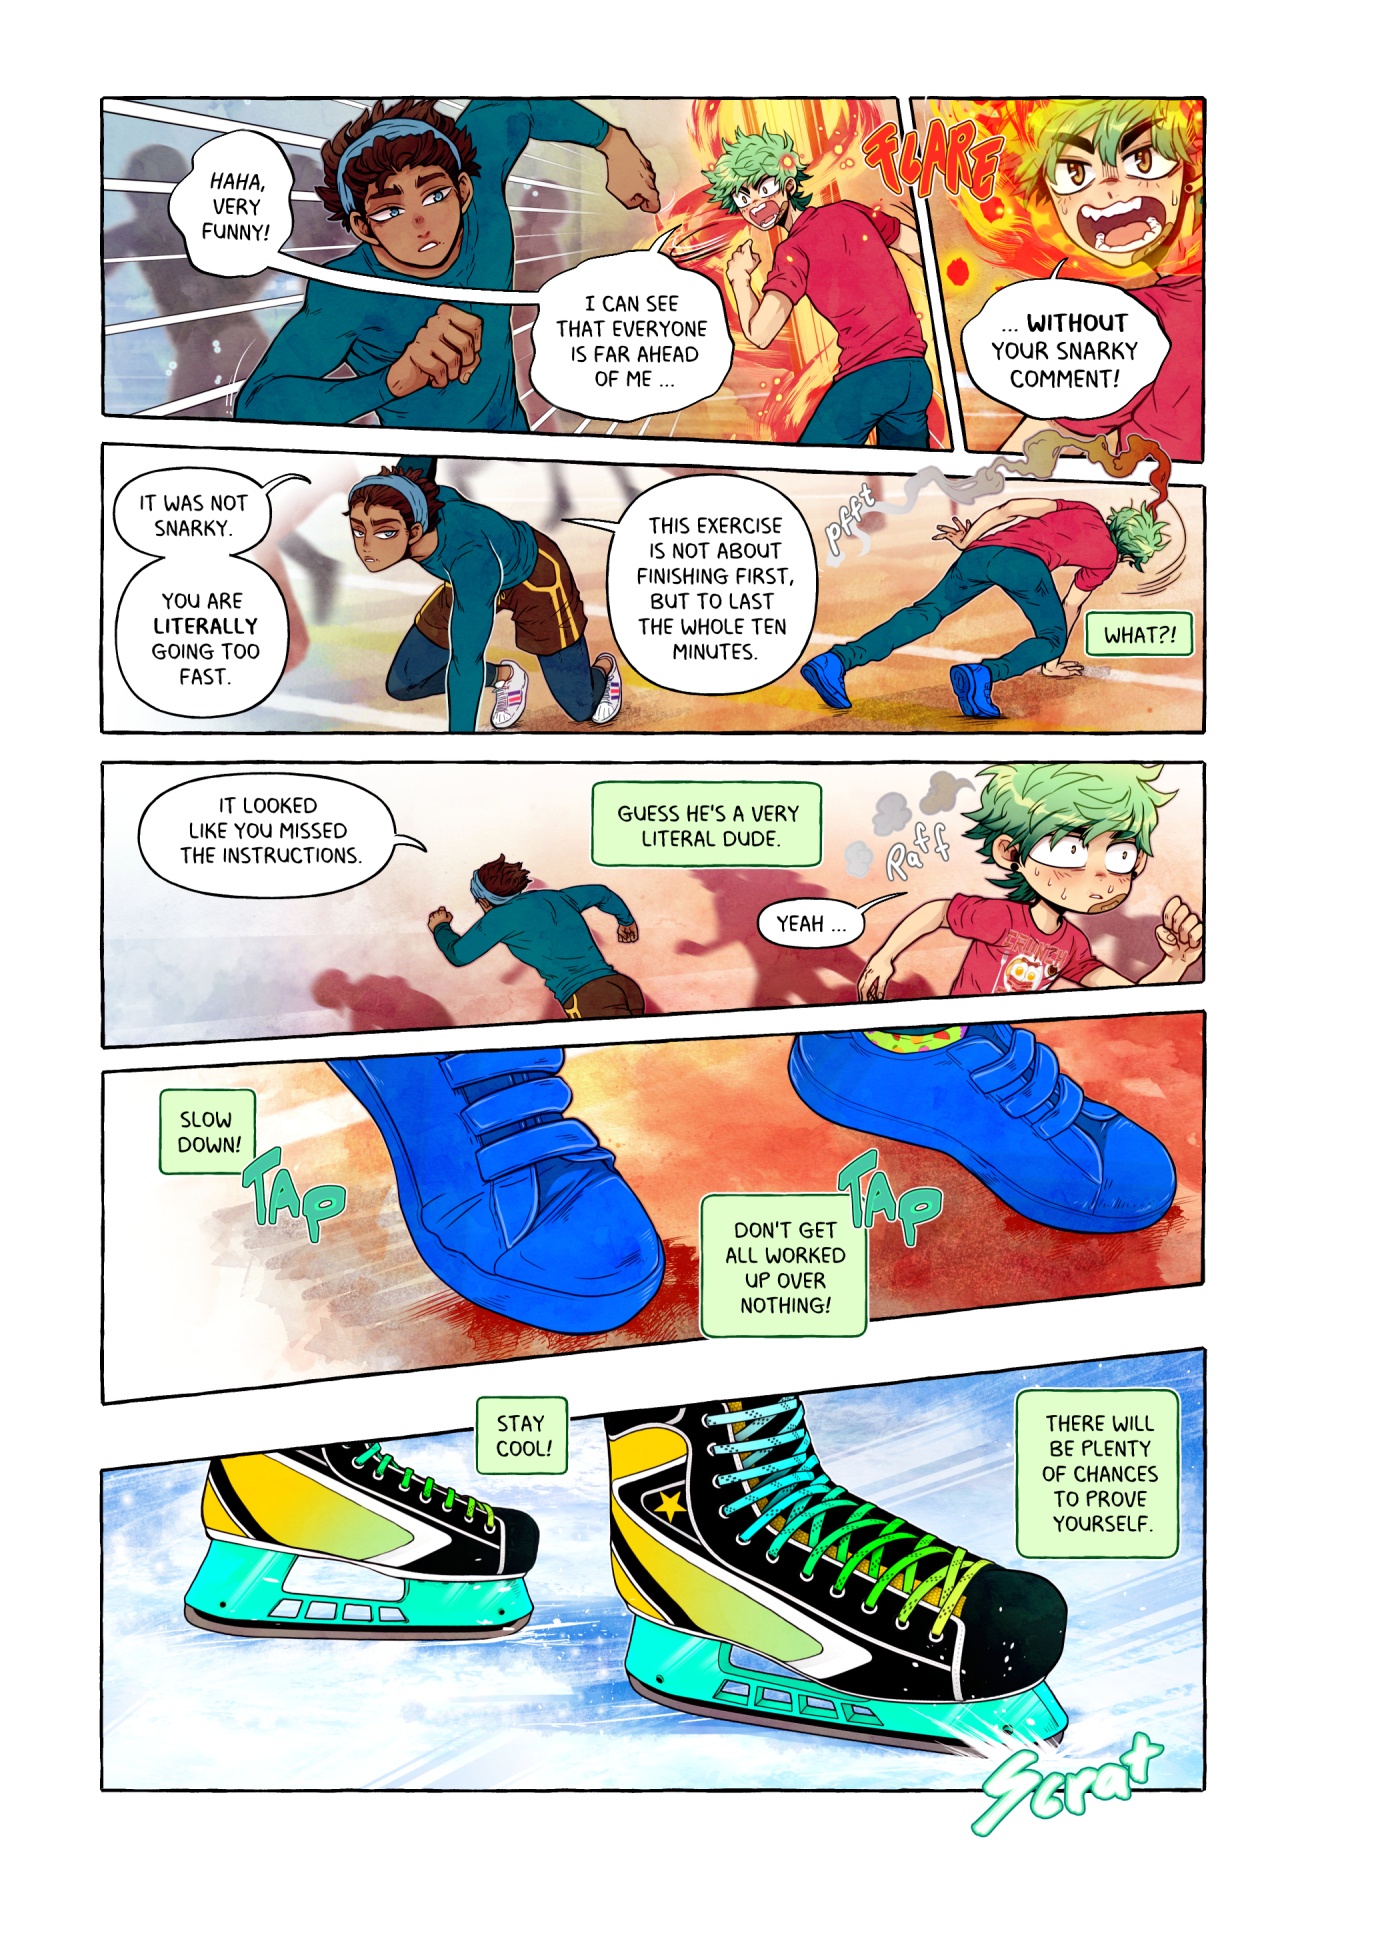 HAHA,
VERY
FUNNY!
I CAN SEE
THAT EVERYONE
IS FAR AHEAD
OF ME ...
FLARE
... WITHOUT
YOUR SNARKY
COMMENT!
IT WAS NOT
SNARKY.
YOU ARE
LITERALLY
GOING TOO
FAST.
THIS EXERCISE
IS NOT ABOUT
FINISHING FIRST,
BUT TO LAST
THE WHOLE TEN
MINUTES.
pfft
WHAT?!
IT LOOKED
LIKE YOU MISSED
THE INSTRUCTIONS.
GUESS HE'S A VERY
LITERAL DUDE.
Paff
YEAH ...
CRUNCH
SLOW
DOWN!
TAP
DON'T GET
ALL WORKED
UP OVER
NOTHING!
TAP
STAY
COOL!
THERE WILL
BE PLENTY
OF CHANCES
TO PROVE
YOURSELF.
Scrat